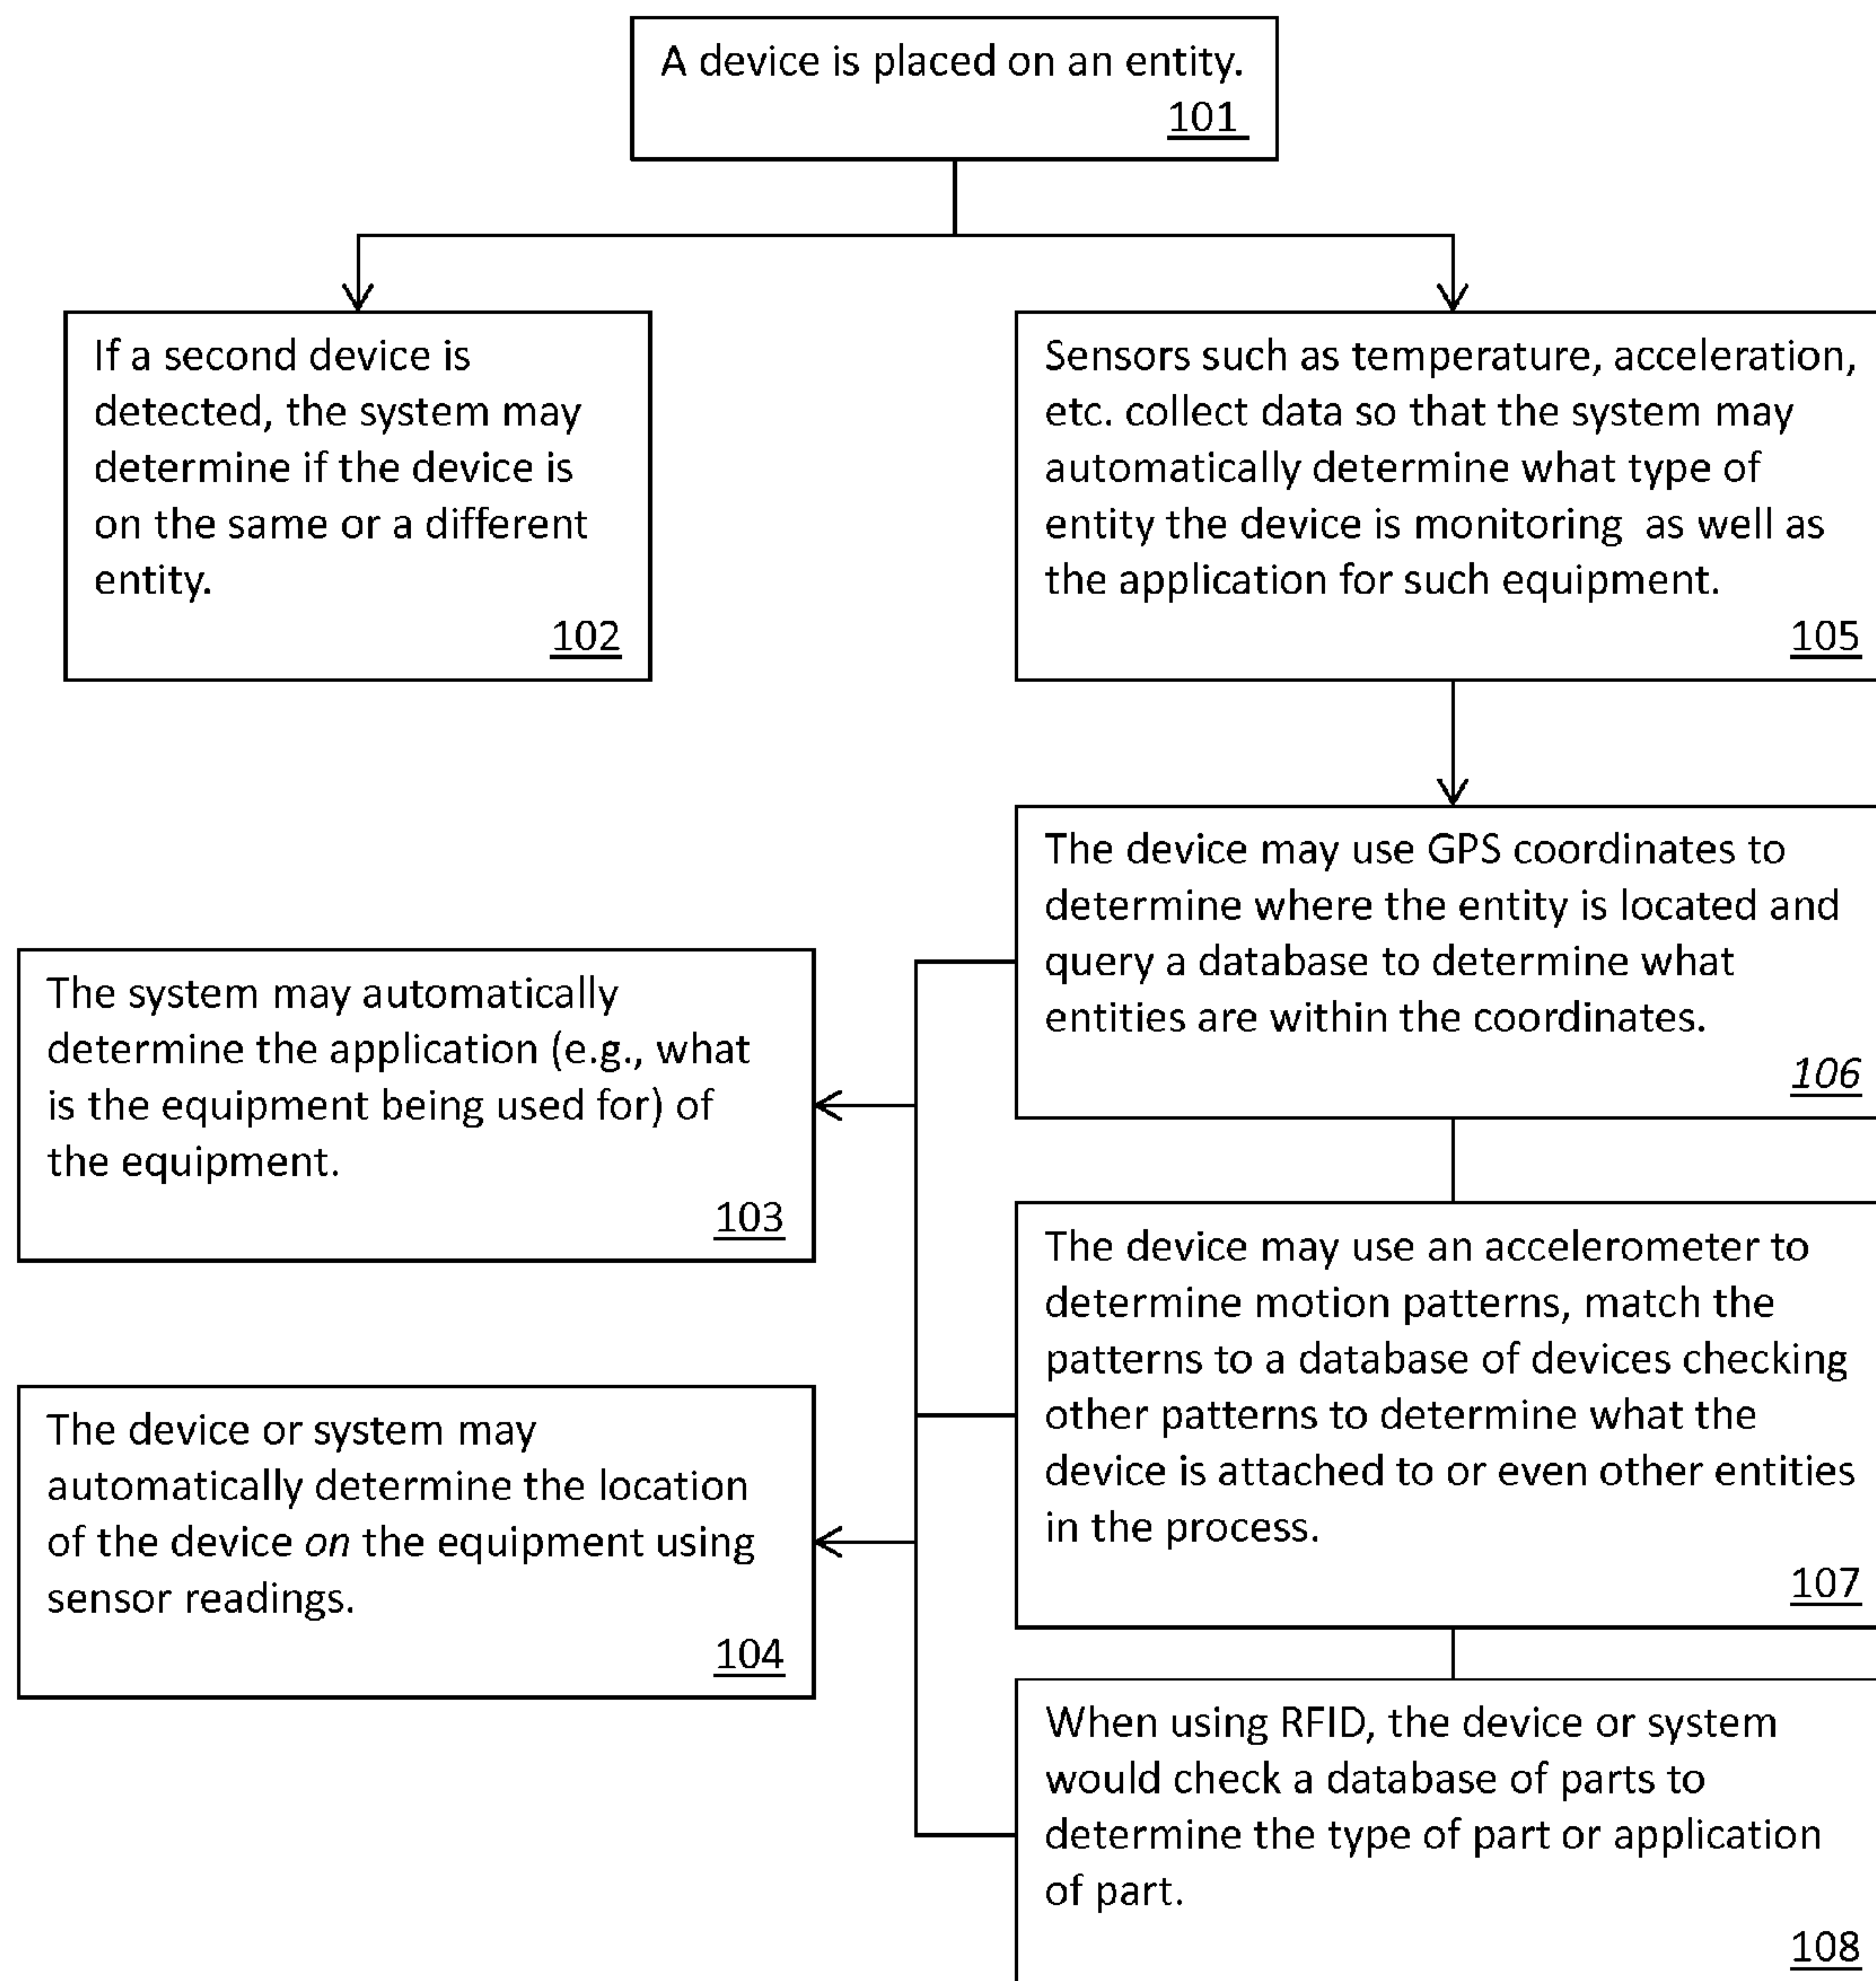 A device is placed on an entity.
101
If a second device is
detected, the system may
determine if the device is
on the same or a different
entity.
102
Sensors such as temperature, acceleration,
etc. collect data so that the system may
automatically determine what type of
entity the device is monitoring as well as
the application for such equipment.
105
The device may use GPS coordinates to
determine where the entity is located and
query a database to determine what
entities are within the coordinates.
106
The system may automatically
determine the application (e.g., what
is the equipment being used for) of
the equipment.
103
The device may use an accelerometer to
determine motion patterns, match the
patterns to a database of devices checking
other patterns to determine what the
device is attached to or even other entities
in the process.
107
The device or system may
automatically determine the location
of the device on the equipment using
sensor readings.
104
When using RFID, the device or system
would check a database of parts to
determine the type of part or application
of part.
108